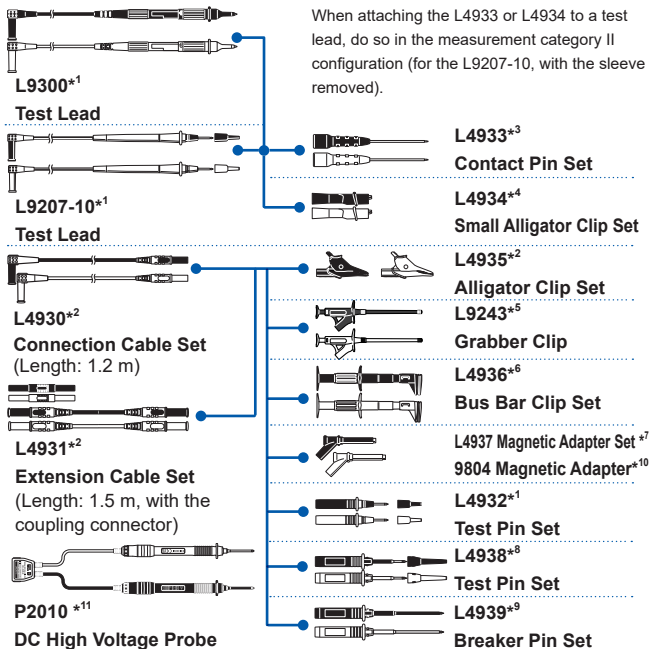 When attaching the L4933 or L4934 to a test
lead, do so in the measurement category II
configuration (for the L9207-10, with the sleeve
removed).
L9300*1
Test Lead
L9207-10*1
Test Lead
L4930*2
Connection Cable Set
(Length: 1.2 m)
L4931*2
Extension Cable Set
(Length: 1.5 m, with the
coupling connector)
P2010 *11
DC High Voltage Probe
L4933*3
Contact Pin Set
L4934*4
Small Alligator Clip Set
L4935*2
Alligator Clip Set
L9243*5
Grabber Clip
L4936*6
Bus Bar Clip Set
L4937 Magnetic Adapter Set *7
9804 Magnetic Adapter*10
L4932*1
Test Pin Set
L4938*8
Test Pin Set
L4939*9
Breaker Pin Set